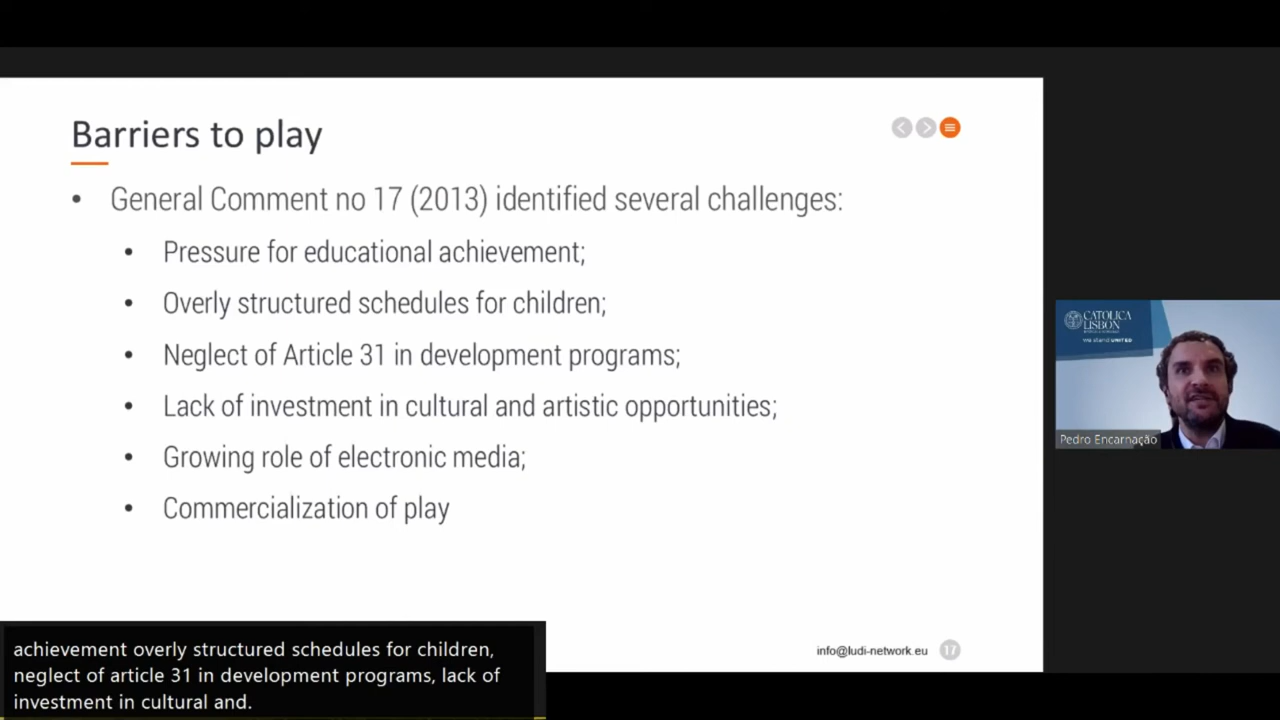 Barriers to play
• General Comment no 17 (2013) identified several challenges:
• Pressure for educational achievement;
• Overly structured schedules for children;
• Neglect of Article 31 in development programs;
• Lack of investment in cultural and artistic opportunities;
• Growing role of electronic media;
• Commercialization of play
CATOLICA
LISBON
we stand UNITED
Pedro Encarnação
achievement overly structured schedules for children,
neglect of article 31 in development programs, lack of
investment in cultural and.
info@ludi-network.eu 17